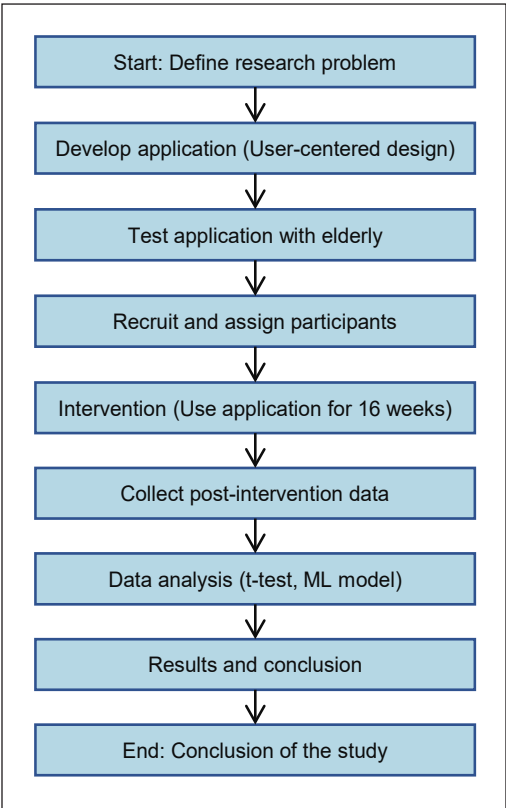 Start: Define research problem
Develop application (User-centered design)
Test application with elderly
Recruit and assign participants
Intervention (Use application for 16 weeks)
Collect post-intervention data
Data analysis (t-test, ML model)
Results and conclusion
End: Conclusion of the study